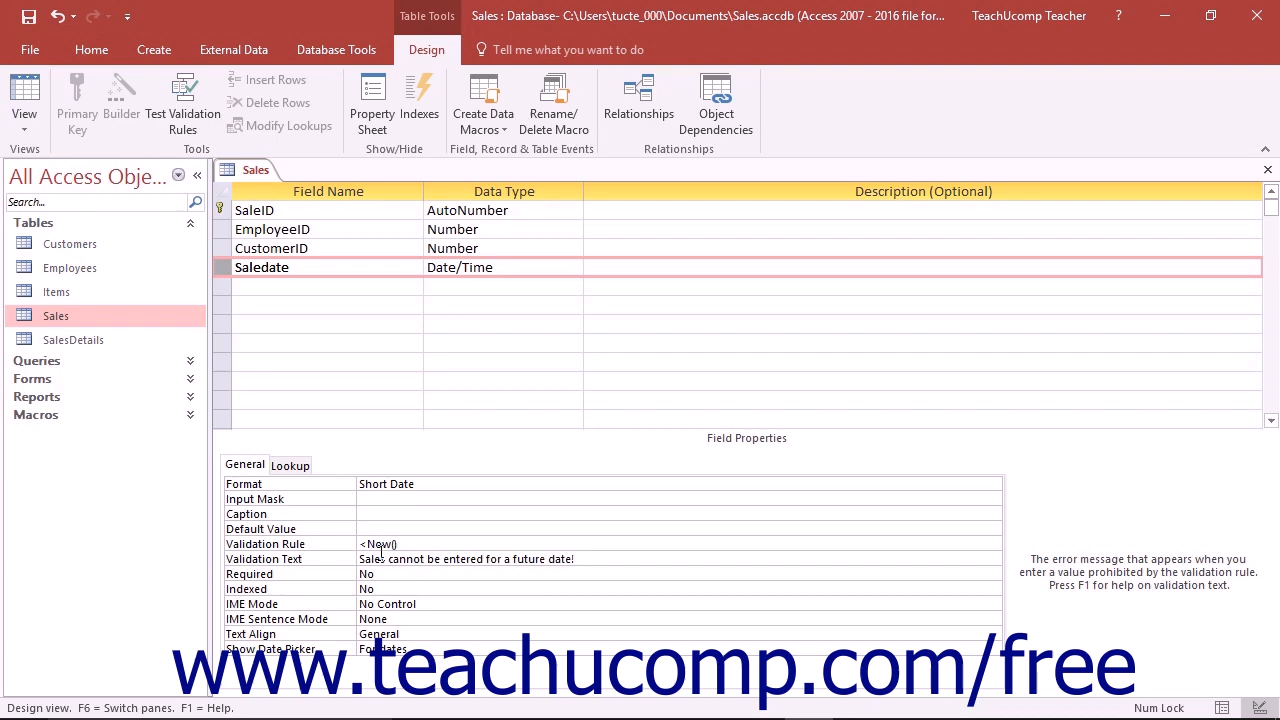 Table Tools
Sales : Database- C:\Users\tucte_000\Documents\Sales.accdb (Access 2007 - 2016 file for...
TeachUcomp Teacher
?
File Home Create External Data Database Tools Design Tell me what you want to do
View
Views
Primary Key
Builder
Test Validation Rules
Insert Rows
Delete Rows
Modify Lookups
Tools
Property Sheet
Indexes
Show/Hide
Create Data Macros
Rename/ Delete Macro
Field, Record & Table Events
Relationships
Object Dependencies
Relationships
All Access Obje...
Search...
Tables
Customers
Employees
Items
Sales
SalesDetails
Queries
Forms
Reports
Macros
Sales
Field Name Data Type Description (Optional)
SaleID AutoNumber
EmployeeID Number
CustomerID Number
Saledate Date/Time
Field Properties
General Lookup
Format Short Date
Input Mask
Caption
Default Value
Validation Rule <Now()
Validation Text Sales cannot be entered for a future date!
Required No
Indexed No
IME Mode No Control
IME Sentence Mode None
Text Align General
Show Date Picker For dates
The error message that appears when you
enter a value prohibited by the validation rule.
Press F1 for help on validation text.
www.teachucomp.com/free
Design view. F6 = Switch panes. F1 = Help.
Num Lock